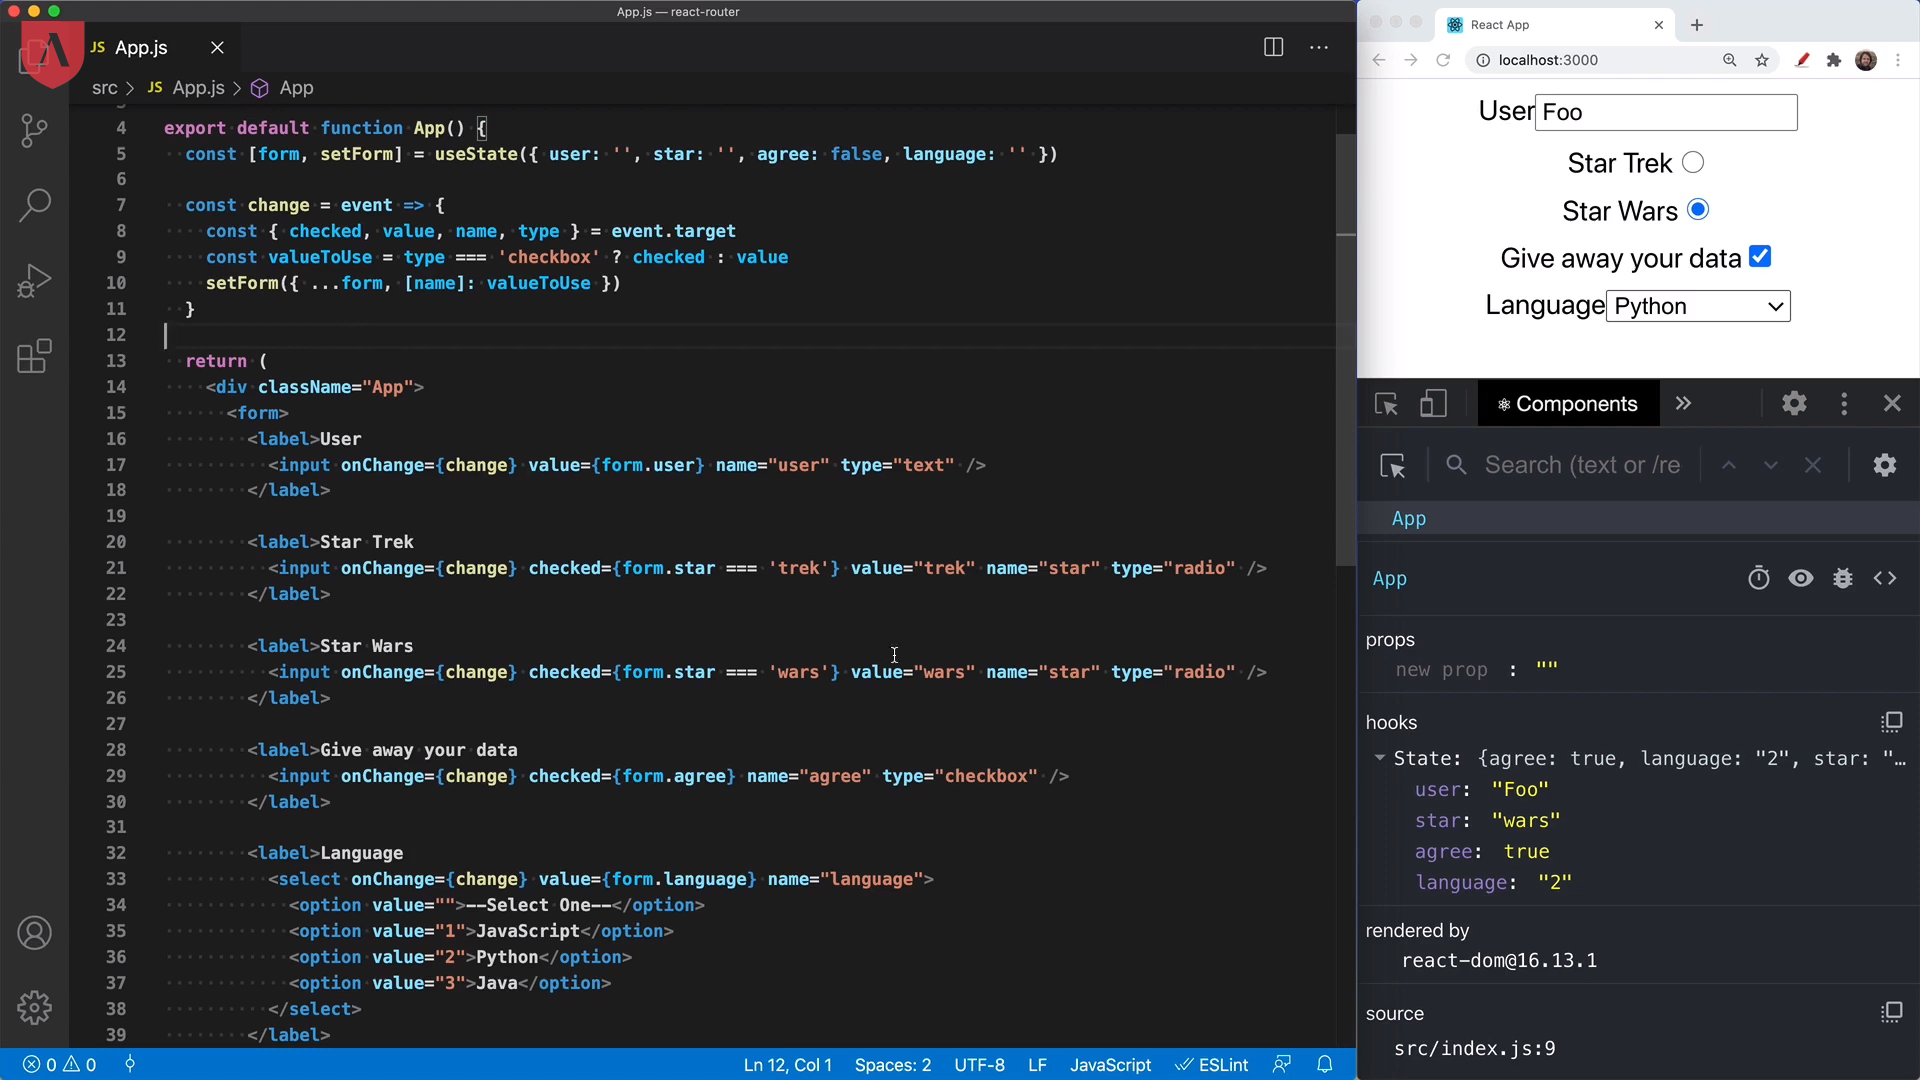 App.js — react-router
JS App.js
src > JS App.js > App
3
4 export default function App() {
5 const [form, setForm] = useState({ user: '', star: '', agree: false, language: '' })
6
7 const change = event => {
8 const { checked, value, name, type } = event.target
9 const valueToUse = type === 'checkbox' ? checked : value
10 setForm({ ...form, [name]: valueToUse })
11 }
12
13 return (
14 <div className="App">
15 <form>
16 <label>User
17 <input onChange={change} value={form.user} name="user" type="text" />
18 </label>
19
20 <label>Star Trek
21 <input onChange={change} checked={form.star === 'trek'} value="trek" name="star" type="radio" />
22 </label>
23
24 <label>Star Wars
25 <input onChange={change} checked={form.star === 'wars'} value="wars" name="star" type="radio" />
26 </label>
27
28 <label>Give away your data
29 <input onChange={change} checked={form.agree} name="agree" type="checkbox" />
30 </label>
31
32 <label>Language
33 <select onChange={change} value={form.language} name="language">
34 <option value="">--Select One--</option>
35 <option value="1">JavaScript</option>
36 <option value="2">Python</option>
37 <option value="3">Java</option>
38 </select>
39 </label>
0 0
Ln 12, Col 1 Spaces: 2 UTF-8 LF JavaScript ESLint
React App
localhost:3000
User Foo
Star Trek
Star Wars
Give away your data
Language Python
Components
Search (text or /re
App
App
props
new prop : ""
hooks
State: {agree: true, language: "2", star: "…
user: "Foo"
star: "wars"
agree: true
language: "2"
rendered by
react-dom@16.13.1
source
src/index.js:9